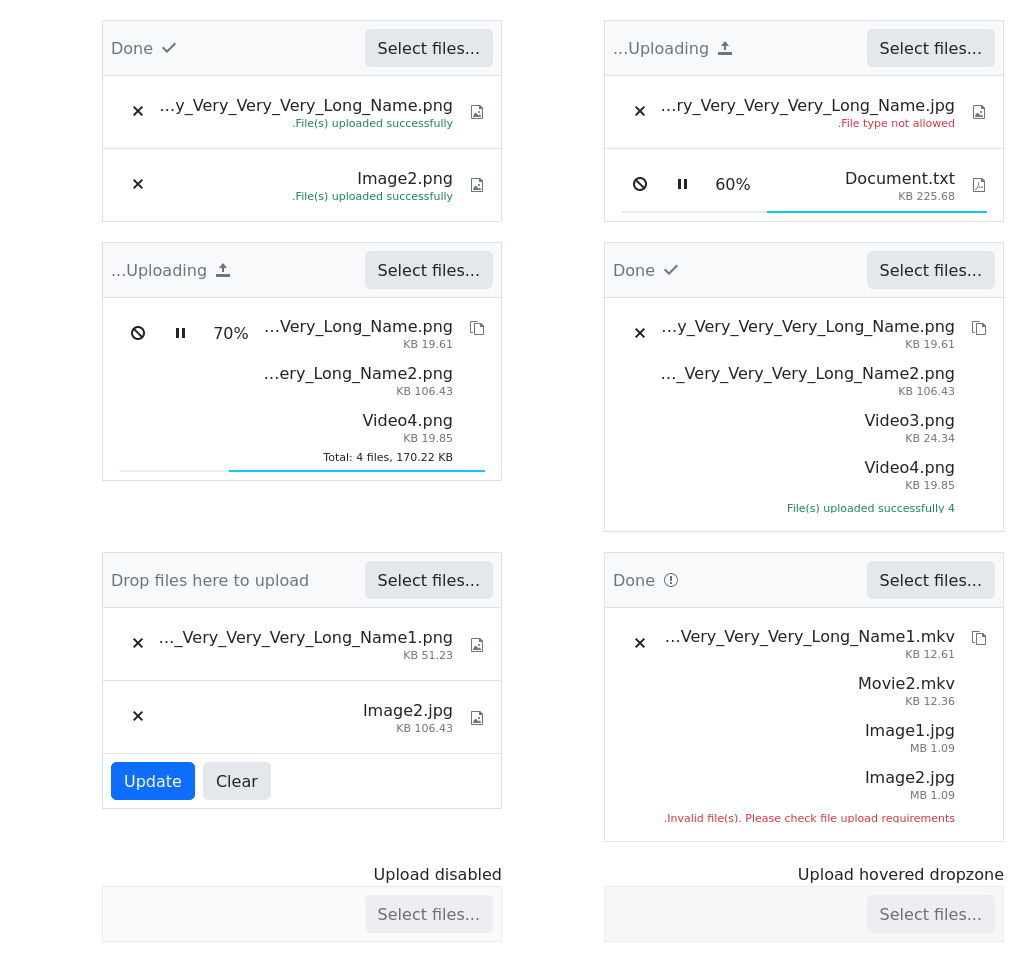 Done
Select files...
...y_Very_Very_Very_Long_Name.png
.File(s) uploaded successfully
Image2.png
.File(s) uploaded successfully
...Uploading
Select files...
...ry_Very_Very_Very_Long_Name.jpg
.File type not allowed
60%
Document.txt
KB 225.68
...Uploading
Select files...
70%
...Very_Long_Name.png
KB 19.61
...ery_Long_Name2.png
KB 106.43
Video4.png
KB 19.85
Total: 4 files, 170.22 KB
Done
Select files...
...y_Very_Very_Very_Long_Name.png
KB 19.61
..._Very_Very_Very_Long_Name2.png
KB 106.43
Video3.png
KB 24.34
Video4.png
KB 19.85
File(s) uploaded successfully 4
Drop files here to upload
Select files...
..._Very_Very_Very_Long_Name1.png
KB 51.23
Image2.jpg
KB 106.43
Update
Clear
Done
Select files...
...Very_Very_Very_Long_Name1.mkv
KB 12.61
Movie2.mkv
KB 12.36
Image1.jpg
MB 1.09
Image2.jpg
MB 1.09
.Invalid file(s). Please check file upload requirements
Upload disabled
Select files...
Upload hovered dropzone
Select files...